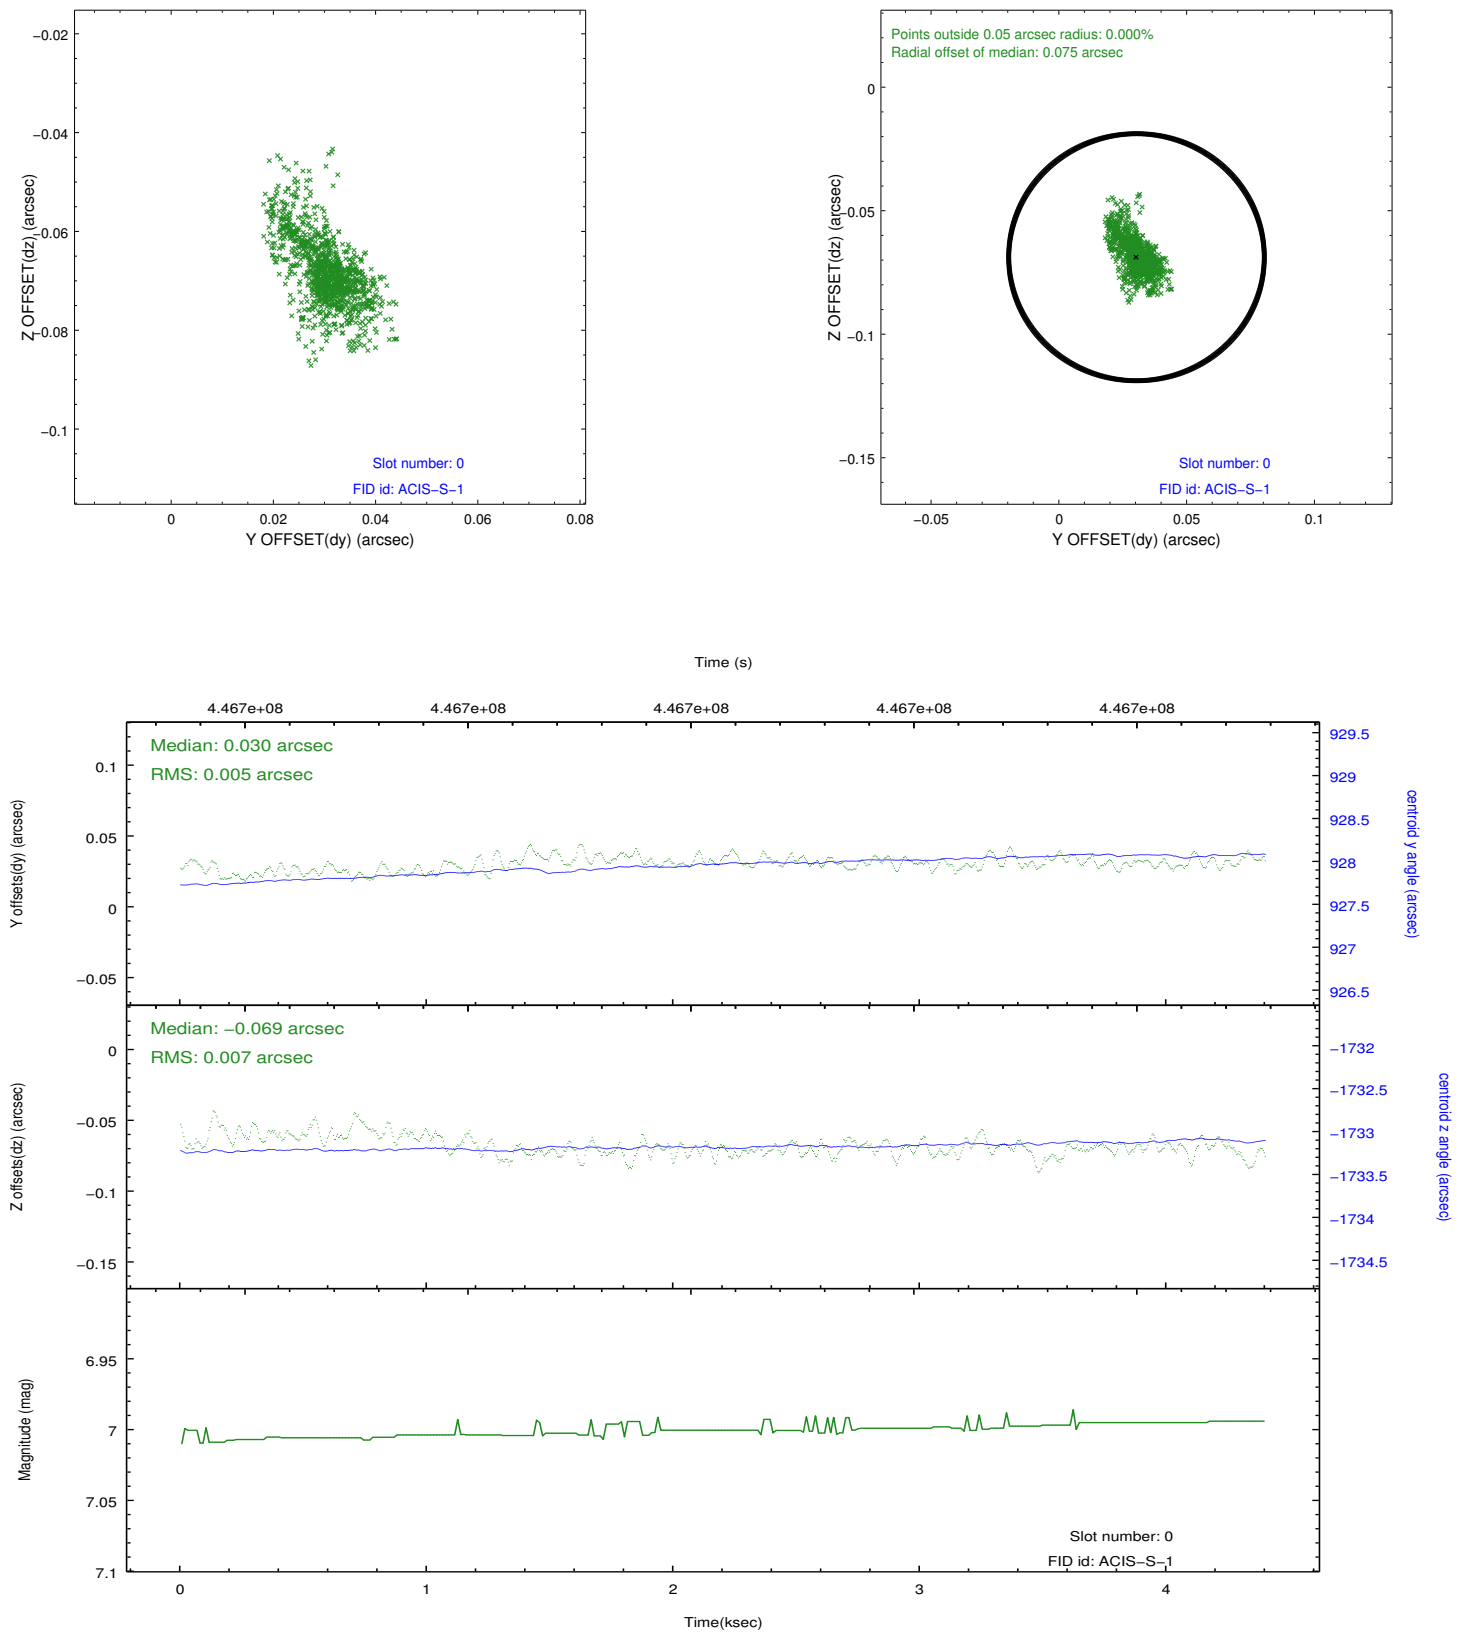 −0.02
−0.04
−0.06
−0.08
−0.1
Z OFFSET(dz) (arcsec)
0
0.02
0.04
0.06
0.08
Y OFFSET(dy) (arcsec)
Slot number: 0
FID id: ACIS−S−1
Points outside 0.05 arcsec radius: 0.000%
Radial offset of median: 0.075 arcsec
0
−0.05
−0.1
−0.15
Z OFFSET(dz) (arcsec)
−0.05
0
0.05
0.1
Y OFFSET(dy) (arcsec)
Slot number: 0
FID id: ACIS−S−1
Time (s)
4.467e+08
4.467e+08
4.467e+08
4.467e+08
4.467e+08
Median: 0.030 arcsec
RMS: 0.005 arcsec
0.1
0.05
0
−0.05
Y offsets(dy) (arcsec)
929.5
929
928.5
928
927.5
927
926.5
centroid y angle (arcsec)
Median: −0.069 arcsec
RMS: 0.007 arcsec
0
−0.05
−0.1
−0.15
Z offsets(dz) (arcsec)
−1732
−1732.5
−1733
−1733.5
−1734
−1734.5
centroid z angle (arcsec)
6.95
7
7.05
7.1
Magnitude (mag)
Slot number: 0
FID id: ACIS−S−1
0
1
2
3
4
Time(ksec)